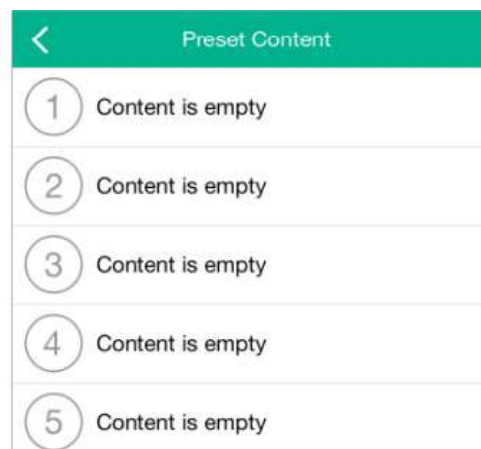 Preset Content
1 Content is empty
2 Content is empty
3 Content is empty
4 Content is empty
5 Content is empty